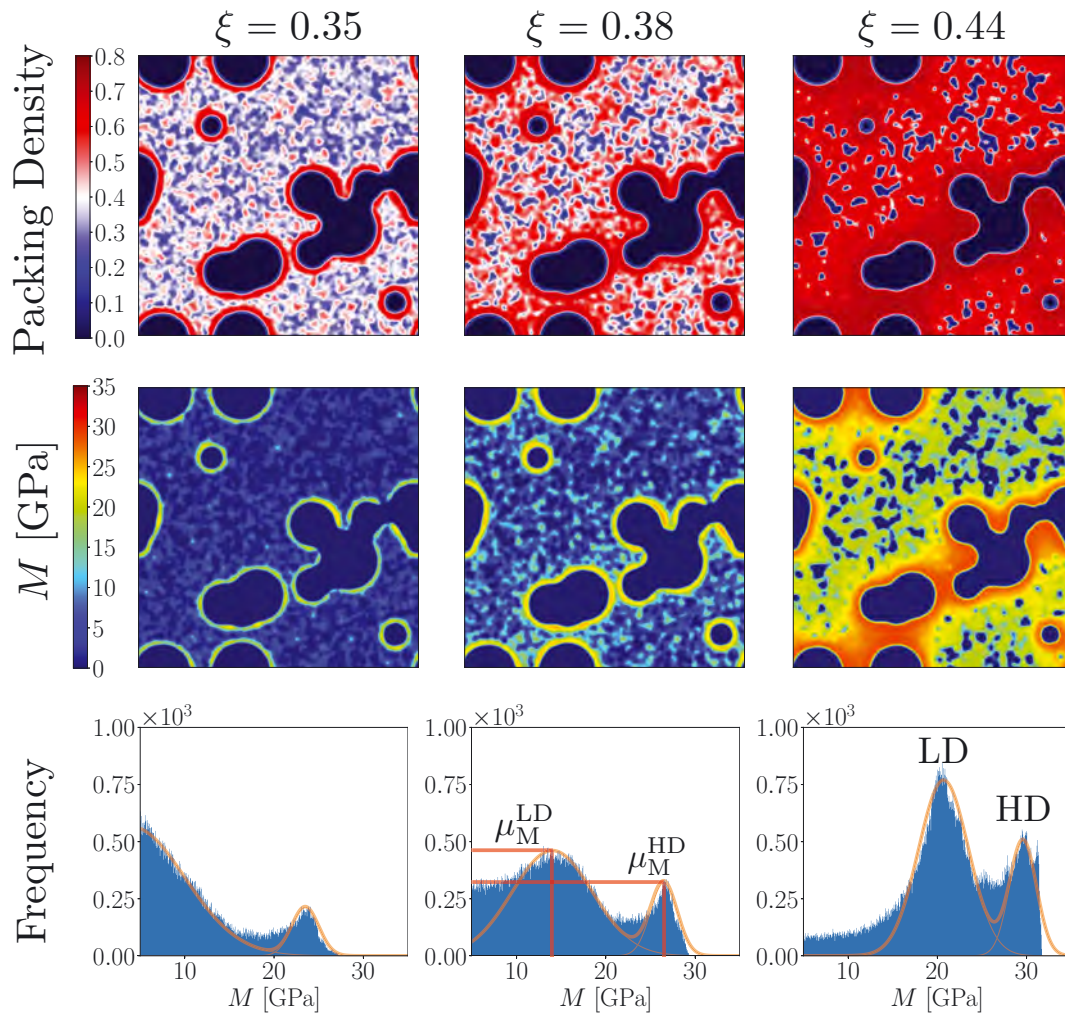 ξ = 0.35 ξ = 0.38 ξ = 0.44
Packing Density
0.8
0.7
0.6
0.5
0.4
0.3
0.2
0.1
0.0
M [GPa]
35
30
25
20
15
10
5
0
Frequency
×10³ ×10³ ×10³
1.00 1.00 1.00
0.75 0.75 0.75
0.50 0.50 0.50
0.25 0.25 0.25
0.00 0.00 0.00
μ_M^LD
μ_M^HD
LD
HD
10 20 30 10 20 30 10 20 30
M [GPa] M [GPa] M [GPa]